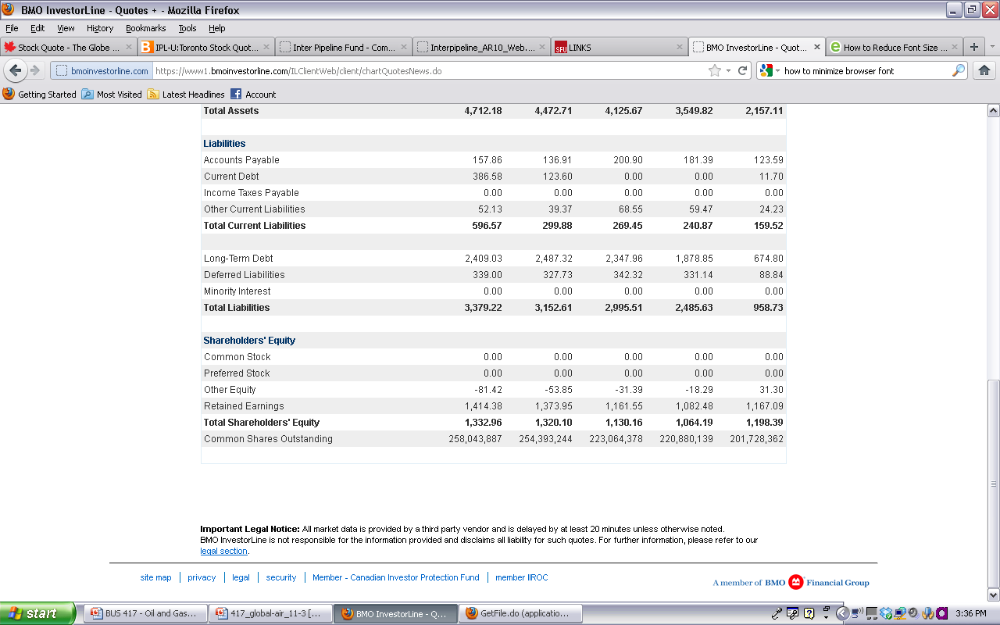 BMO InvestorLine - Quotes + - Mozilla Firefox
File Edit View History Bookmarks Tools Help
Stock Quote - The Globe ... IPL-U:Toronto Stock Quot... Inter Pipeline Fund - Com... Interpipeline_AR10_Web.... SFU LINKS BMO InvestorLine - Quot... How to Reduce Font Size ...
bmoinvestorline.com https://www1.bmoinvestorline.com/ILClientWeb/client/chartQuotesNews.do how to minimize browser font
Getting Started Most Visited Latest Headlines Account
Total Assets 4,712.18 4,472.71 4,125.67 3,549.82 2,157.11
Liabilities
Accounts Payable 157.86 136.91 200.90 181.39 123.59
Current Debt 386.58 123.60 0.00 0.00 11.70
Income Taxes Payable 0.00 0.00 0.00 0.00 0.00
Other Current Liabilities 52.13 39.37 68.55 59.47 24.23
Total Current Liabilities 596.57 299.88 269.45 240.87 159.52
Long-Term Debt 2,409.03 2,487.32 2,347.96 1,878.85 674.80
Deferred Liabilities 339.00 327.73 342.32 331.14 88.84
Minority Interest 0.00 0.00 0.00 0.00 0.00
Total Liabilities 3,379.22 3,152.61 2,995.51 2,485.63 958.73
Shareholders' Equity
Common Stock 0.00 0.00 0.00 0.00 0.00
Preferred Stock 0.00 0.00 0.00 0.00 0.00
Other Equity -81.42 -53.85 -31.39 -18.29 31.30
Retained Earnings 1,414.38 1,373.95 1,161.55 1,082.48 1,167.09
Total Shareholders' Equity 1,332.96 1,320.10 1,130.16 1,064.19 1,198.39
Common Shares Outstanding 258,043,887 254,393,244 223,064,378 220,880,139 201,728,362
Important Legal Notice: All market data is provided by a third party vendor and is delayed by at least 20 minutes unless otherwise noted.
BMO InvestorLine is not responsible for the information provided and disclaims all liability for such quotes. For further information, please refer to our
legal section.
site map | privacy | legal | security | Member - Canadian Investor Protection Fund | member IIROC
A member of BMO Financial Group
start BUS 417 - Oil and Gas... 417_global-air_11-3 [... BMO InvestorLine - Q... GetFile.do (applicatio... 3:36 PM